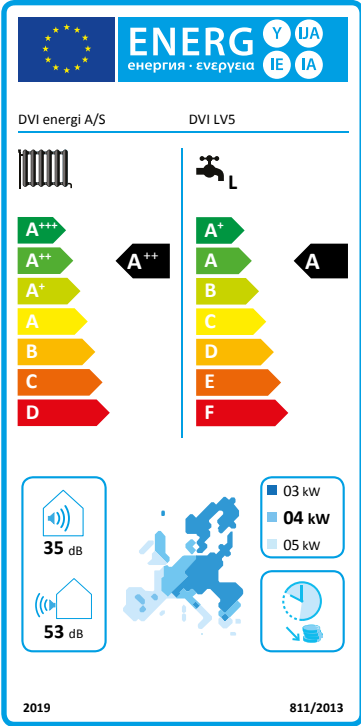 ENERG Y IJA
енергия · ενεργεια IE IA
DVI energi A/S DVI LV5
L
A+++ A+
A++ A++ A A
A+ B
A C
B D
C E
D F
35 dB
53 dB
03 kW
04 kW
05 kW
2019 811/2013